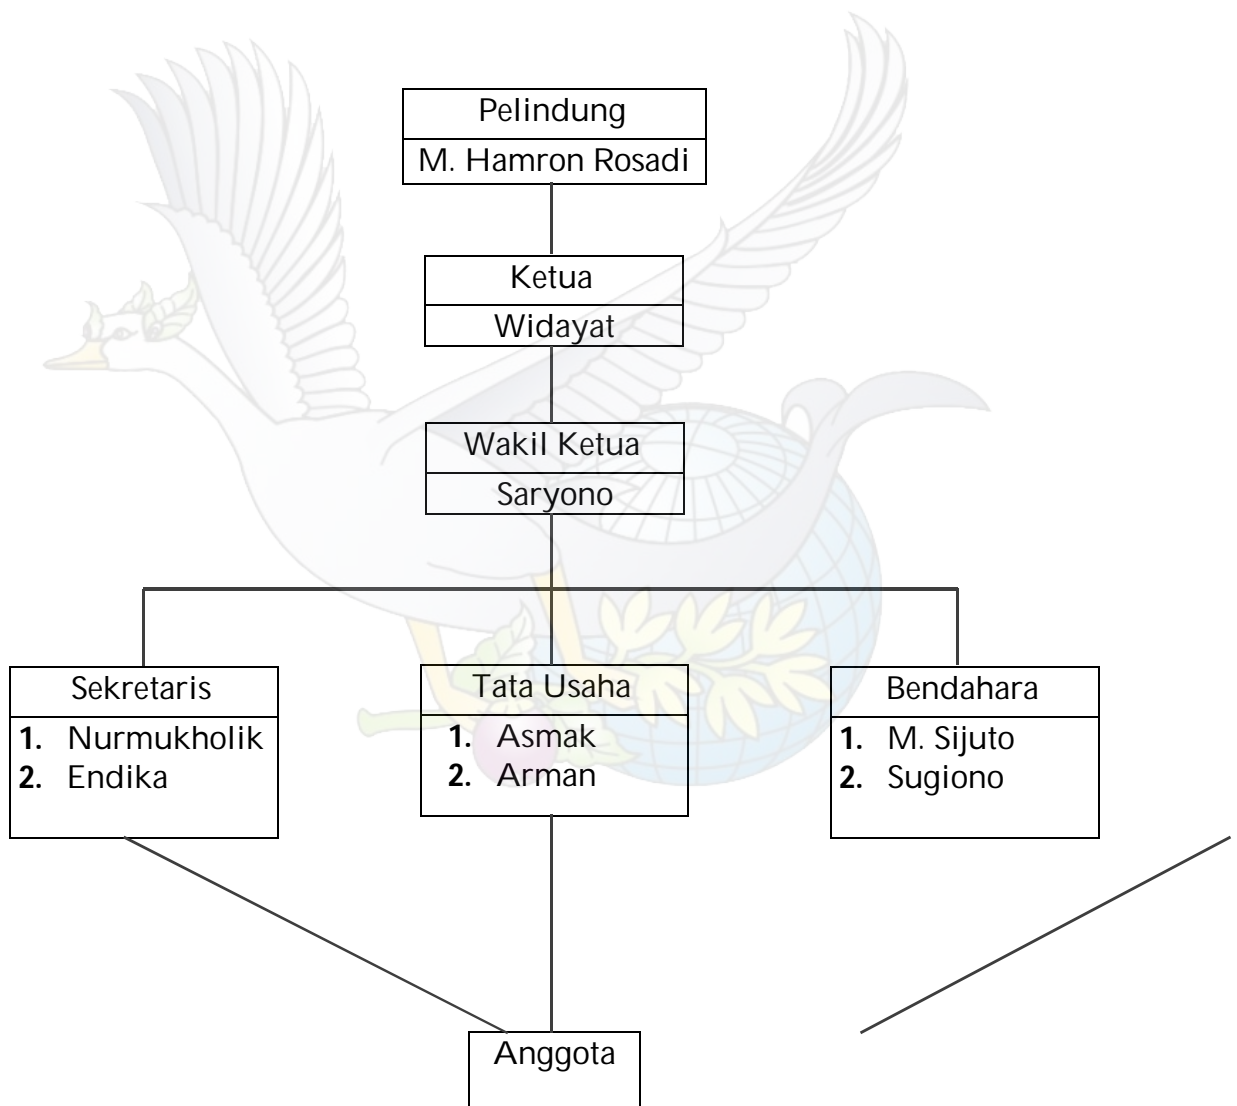 Pelindung
M. Hamron Rosadi
Ketua
Widayat
Wakil Ketua
Saryono
Sekretaris
1. Nurmukholik
2. Endika
Tata Usaha
1. Asmak
2. Arman
Bendahara
1. M. Sijuto
2. Sugiono
Anggota